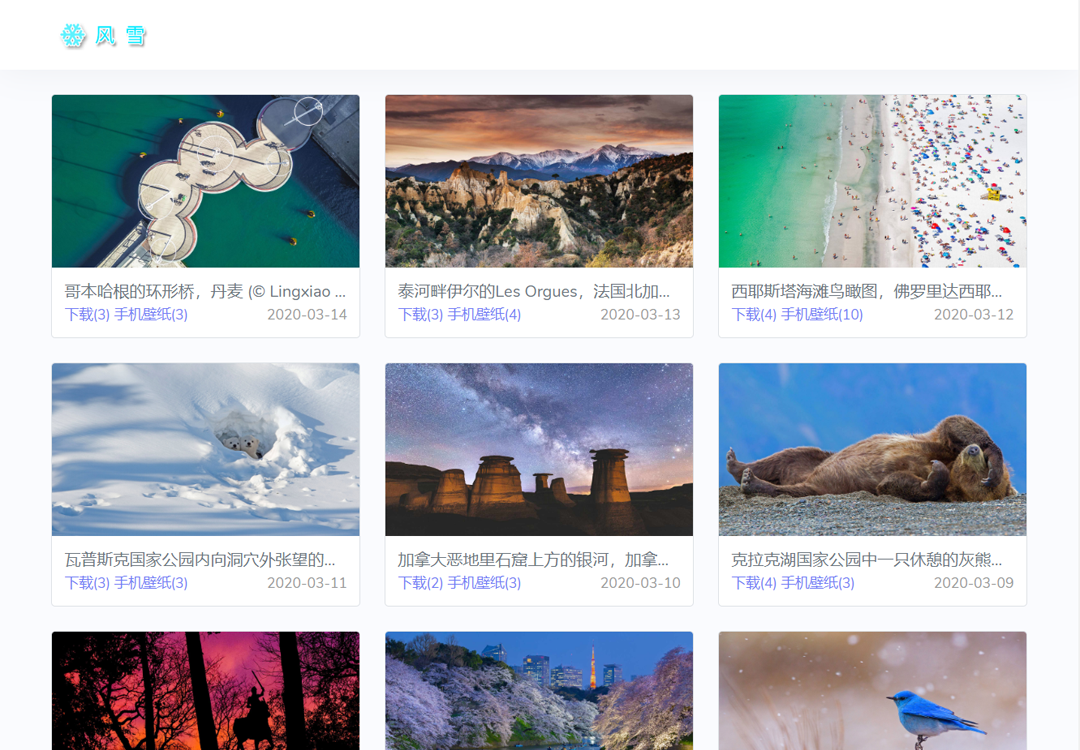 风 雪
哥本哈根的环形桥，丹麦 (© Lingxiao ...
下载(3) 手机壁纸(3) 2020-03-14
泰河畔伊尔的Les Orgues，法国北加...
下载(3) 手机壁纸(4) 2020-03-13
西耶斯塔海滩鸟瞰图，佛罗里达西耶...
下载(4) 手机壁纸(10) 2020-03-12
瓦普斯克国家公园内向洞穴外张望的...
下载(3) 手机壁纸(3) 2020-03-11
加拿大恶地里石窟上方的银河，加拿...
下载(2) 手机壁纸(3) 2020-03-10
克拉克湖国家公园中一只休憩的灰熊...
下载(4) 手机壁纸(3) 2020-03-09